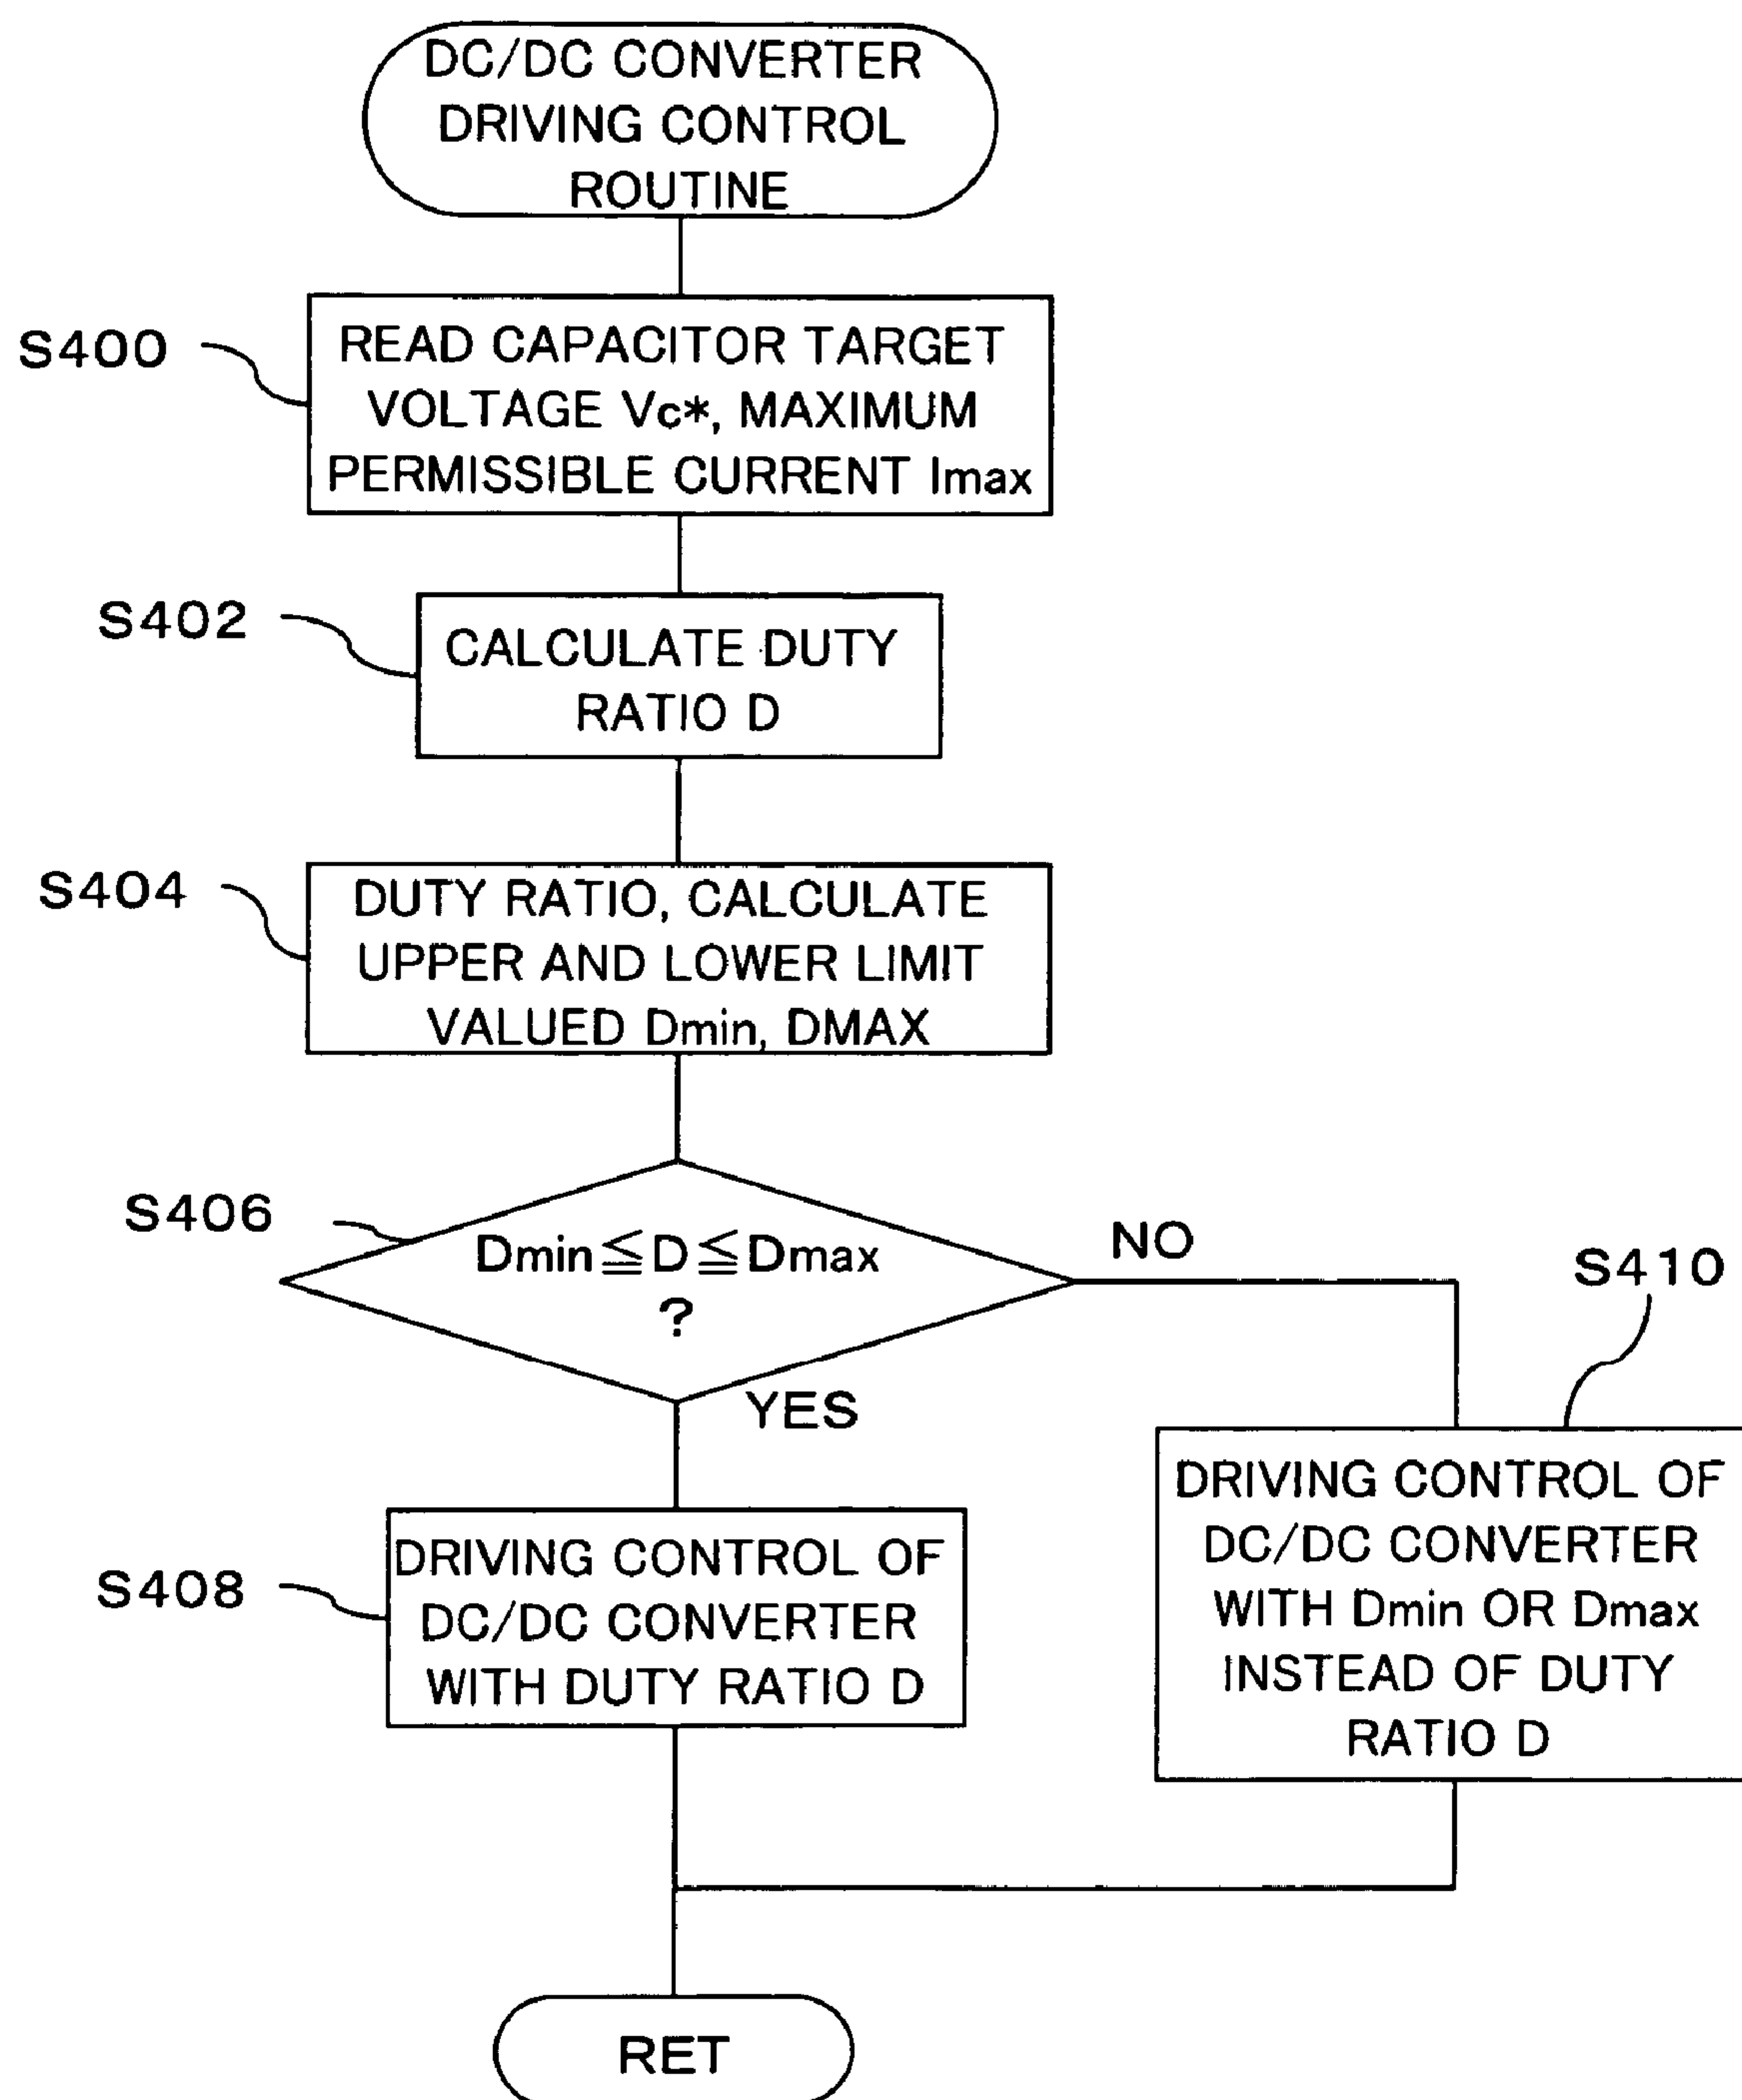 DC/DC CONVERTER
DRIVING CONTROL
ROUTINE
S400
READ CAPACITOR TARGET
VOLTAGE Vc*, MAXIMUM
PERMISSIBLE CURRENT Imax
S402
CALCULATE DUTY
RATIO D
S404
DUTY RATIO, CALCULATE
UPPER AND LOWER LIMIT
VALUED Dmin, DMAX
S406
Dmin≦D≦Dmax
?
NO
YES
S410
DRIVING CONTROL OF
DC/DC CONVERTER
WITH Dmin OR Dmax
INSTEAD OF DUTY
RATIO D
S408
DRIVING CONTROL OF
DC/DC CONVERTER
WITH DUTY RATIO D
RET